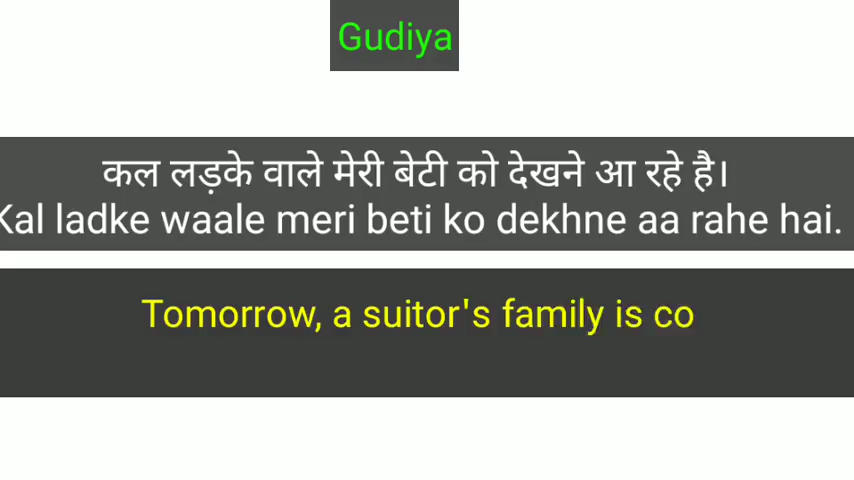 Gudiya
कल लड़के वाले मेरी बेटी को देखने आ रहे है।
Kal ladke waale meri beti ko dekhne aa rahe hai.
Tomorrow, a suitor's family is co